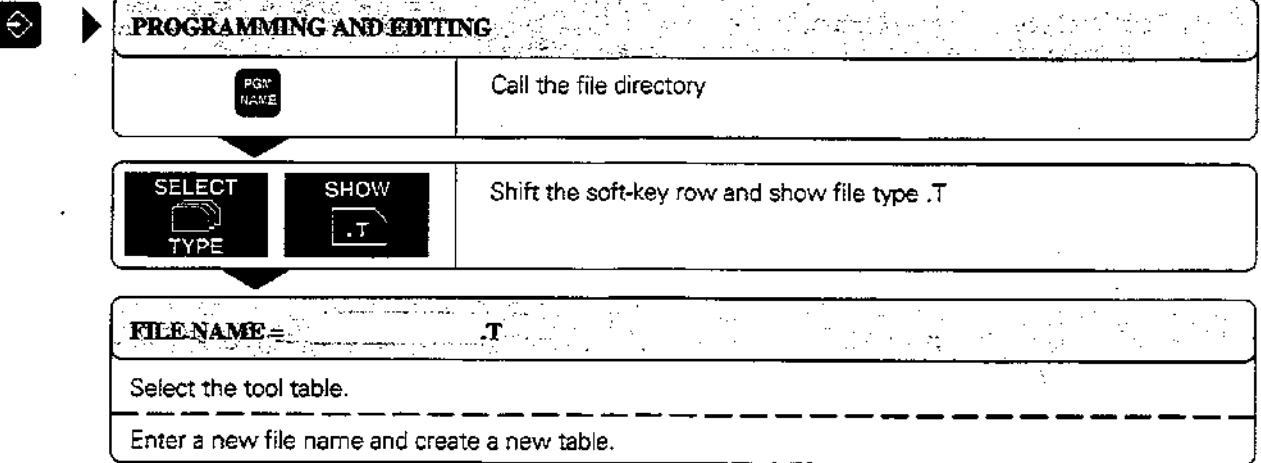 PROGRAMMING AND EDITING
PGM
NAME
Call the file directory
SELECT
TYPE
SHOW
.T
Shift the soft-key row and show file type .T
FILE NAME = .T
Select the tool table.
Enter a new file name and create a new table.